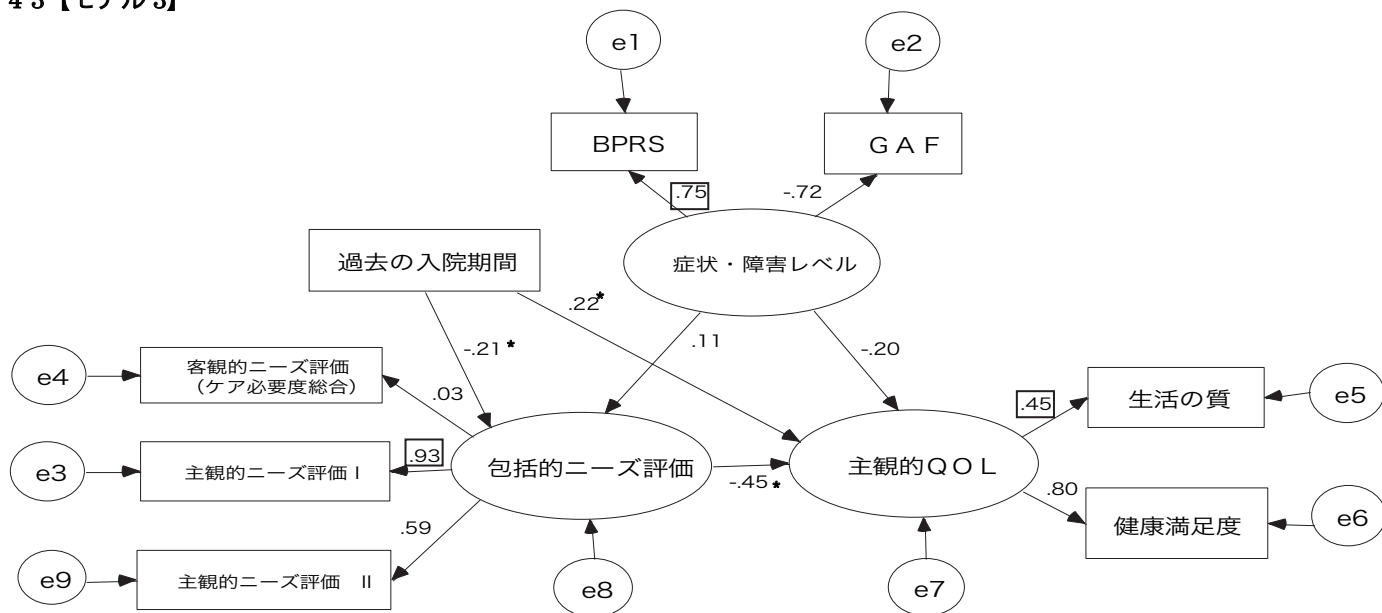 4 3【モデル3】
e1
e2
BPRS
ＧＡＦ
.75
-.72
過去の入院期間
症状・障害レベル
.22*
-.21*
.11
-.20
e4
客観的ニーズ評価
（ケア必要度総合）
.03
.45
生活の質
e5
e3
主観的ニーズ評価Ｉ
.93
包括的ニーズ評価
-.45*
主観的ＱＯＬ
.80
健康満足度
e6
.59
e9
主観的ニーズ評価　II
e8
e7